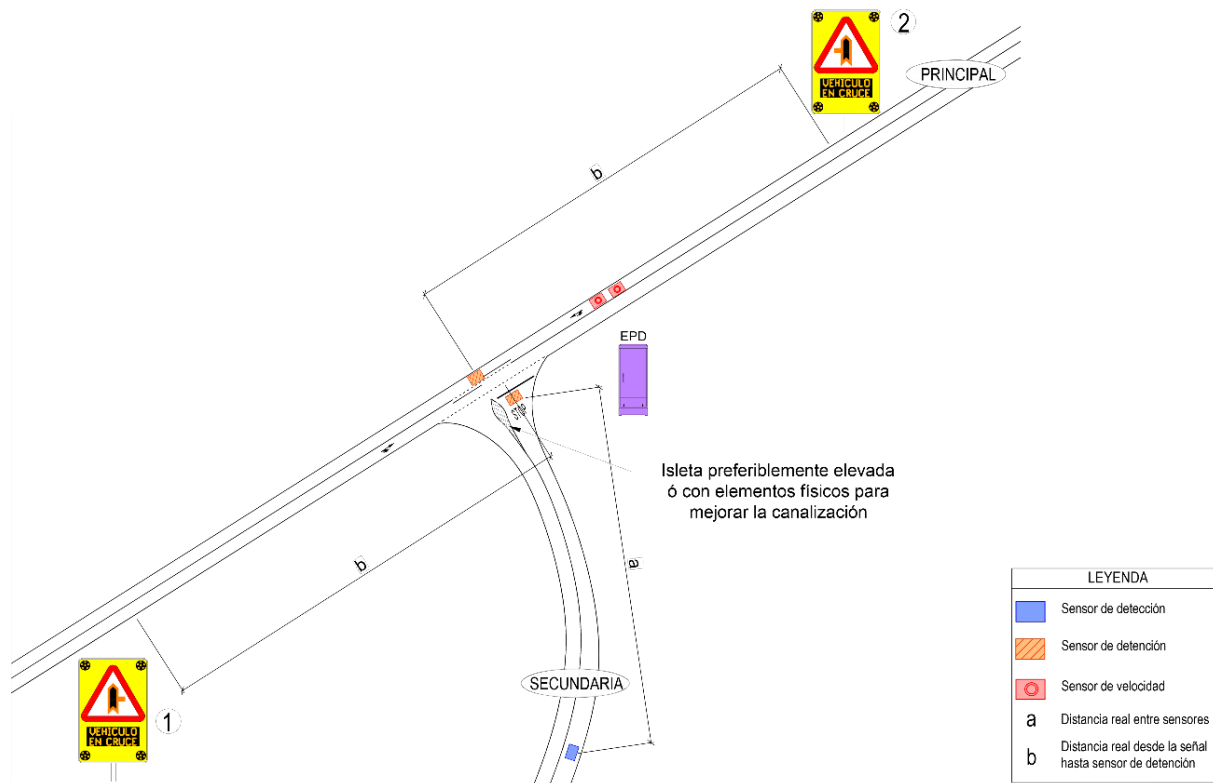 2
PRINCIPAL
VEHICULO
EN CRUCE
b
EPD
STOP
Isleta preferiblemente elevada
ó con elementos físicos para
mejorar la canalización
b
a
SECUNDARIA
1
VEHICULO
EN CRUCE
LEYENDA
Sensor de detección
Sensor de detención
Sensor de velocidad
a Distancia real entre sensores
b Distancia real desde la señal
hasta sensor de detención